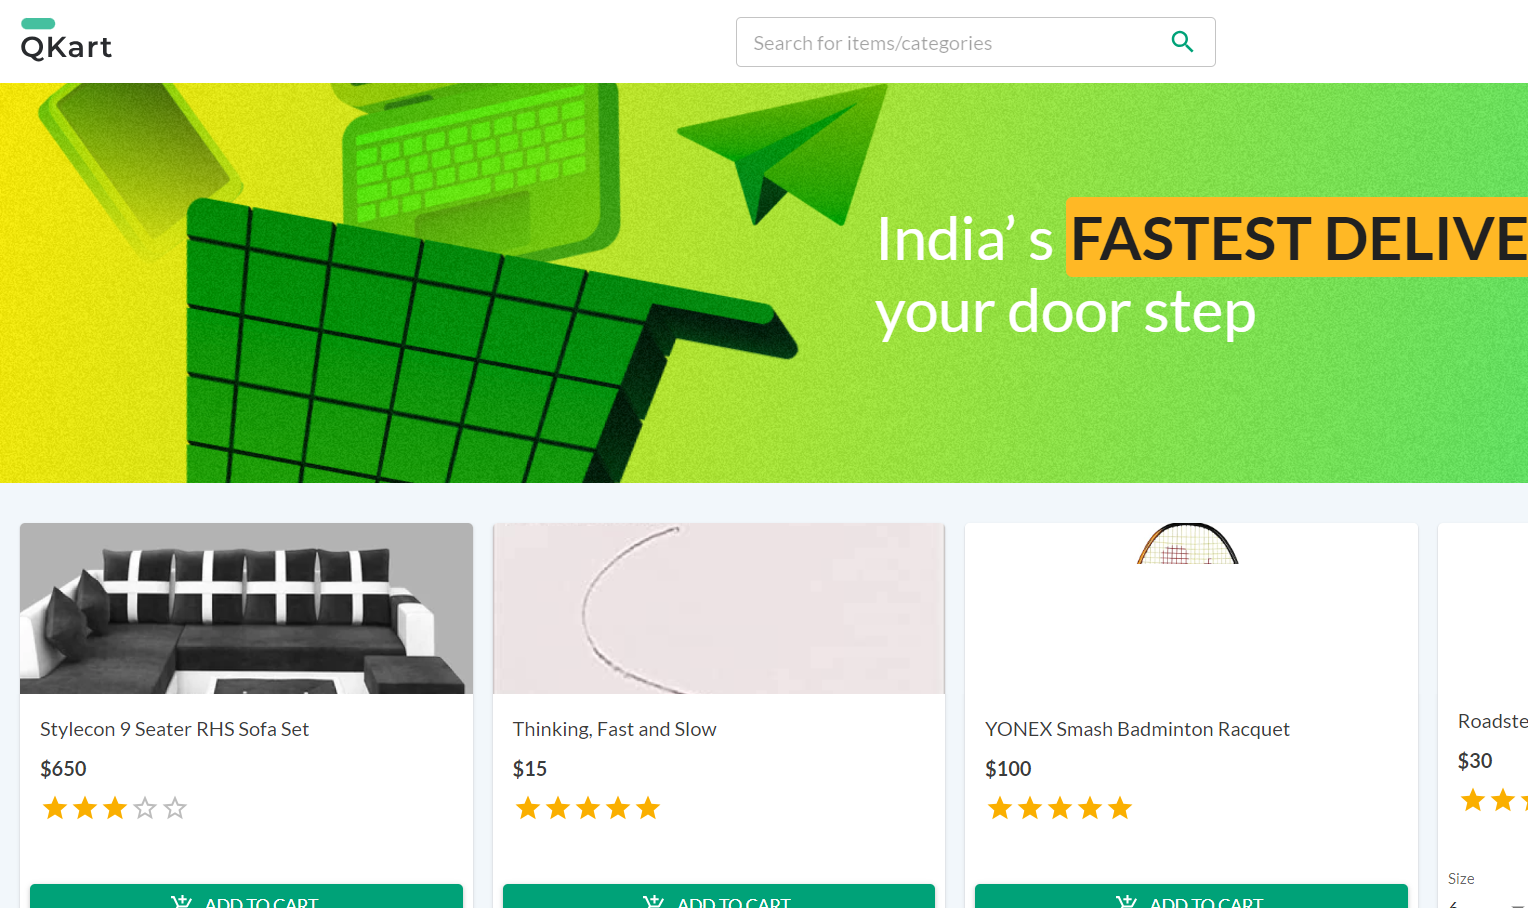 QKart
Search for items/categories
India’ s FASTEST DELIVE
your door step
Stylecon 9 Seater RHS Sofa Set
$650
ADD TO CART
Thinking, Fast and Slow
$15
ADD TO CART
YONEX Smash Badminton Racquet
$100
ADD TO CART
Roadste
$30
Size
6